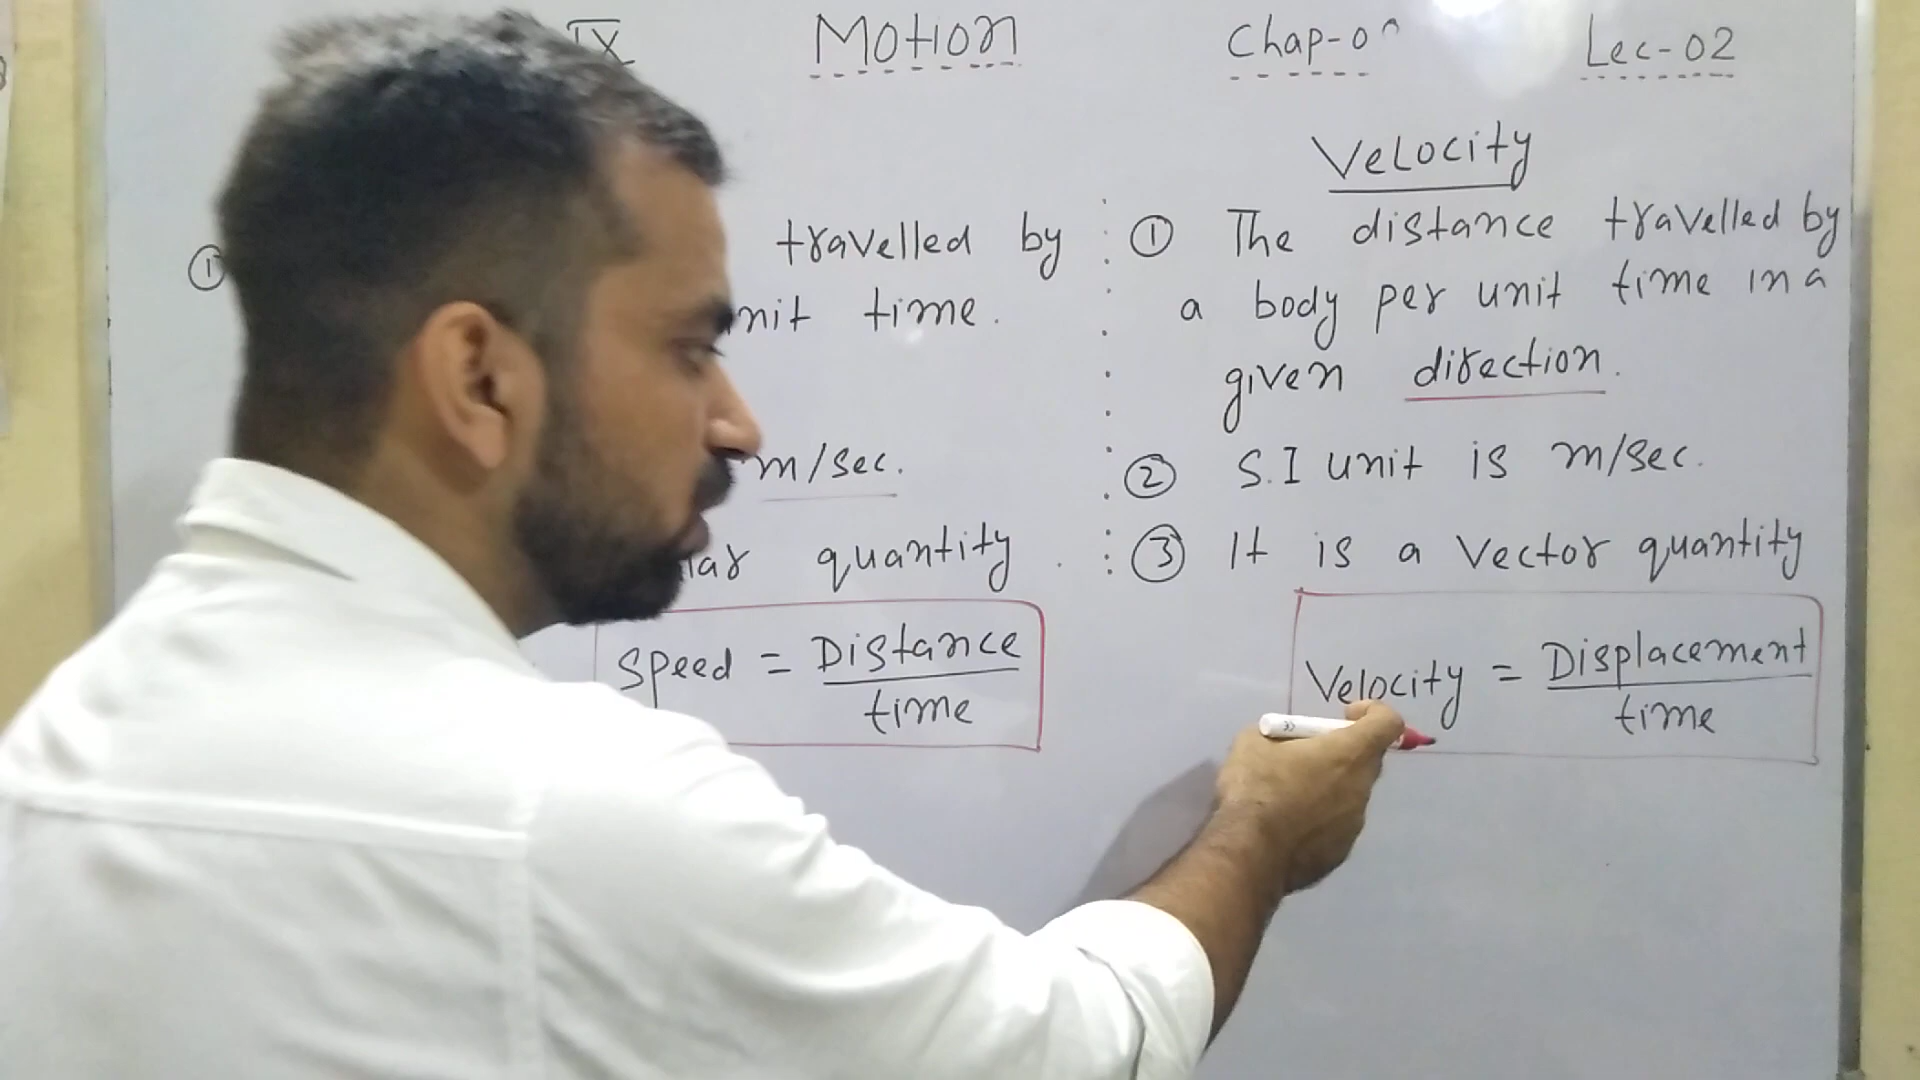 IX Motion Chap-0 Lec-02
Velocity
travelled by
unit time.
m/sec.
quantity.
Speed = Distance
time
① The distance travelled by
a body per unit time in a
given direction.
② S.I unit is m/sec.
③ It is a Vector quantity
Velocity = Displacement
time